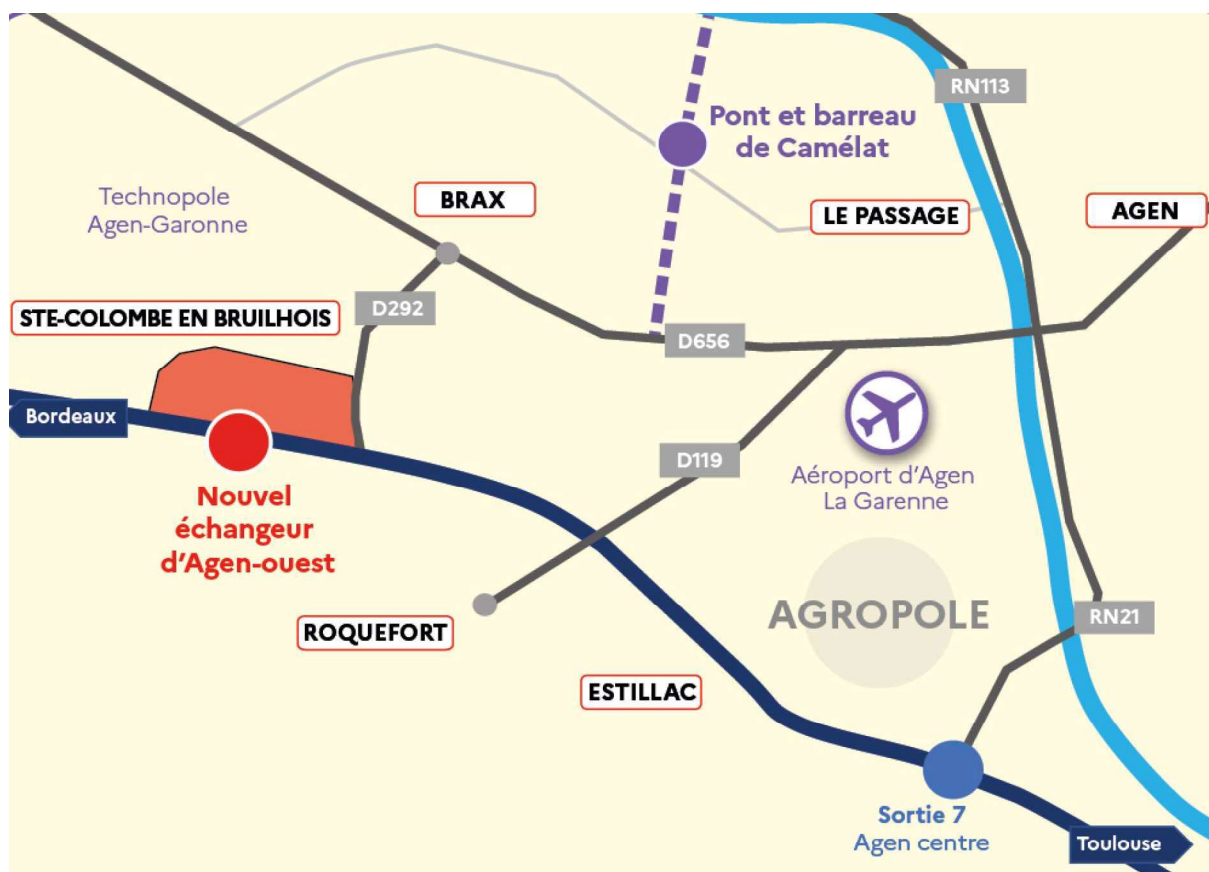 RN113
Pont et barreau
de Camélat
Technopole
Agen-Garonne
BRAX
LE PASSAGE
AGEN
D292
STE-COLOMBE EN BRUILHOIS
D656
Bordeaux
D119
Aéroport d'Agen
La Garenne
Nouvel
échangeur
d'Agen-ouest
AGROPOLE
RN21
ROQUEFORT
ESTILLAC
Sortie 7
Agen centre
Toulouse